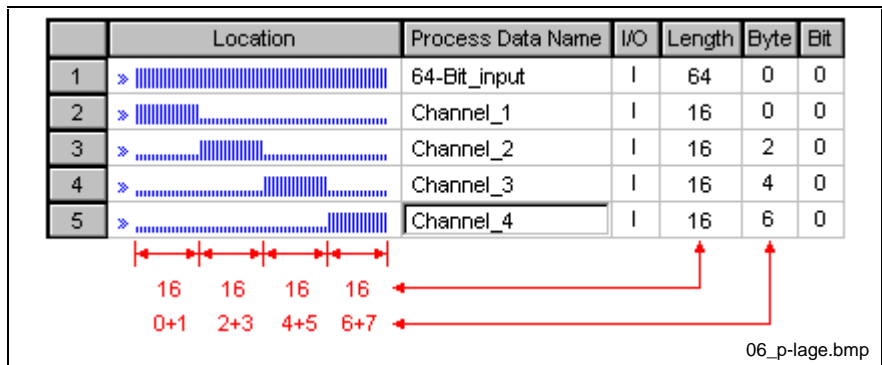 Location Process Data Name I/O Length Byte Bit
1 » 64-Bit_input I 64 0 0
2 » Channel_1 I 16 0 0
3 » Channel_2 I 16 2 0
4 » Channel_3 I 16 4 0
5 » Channel_4 I 16 6 0
16 16 16 16
0+1 2+3 4+5 6+7
06_p-lage.bmp